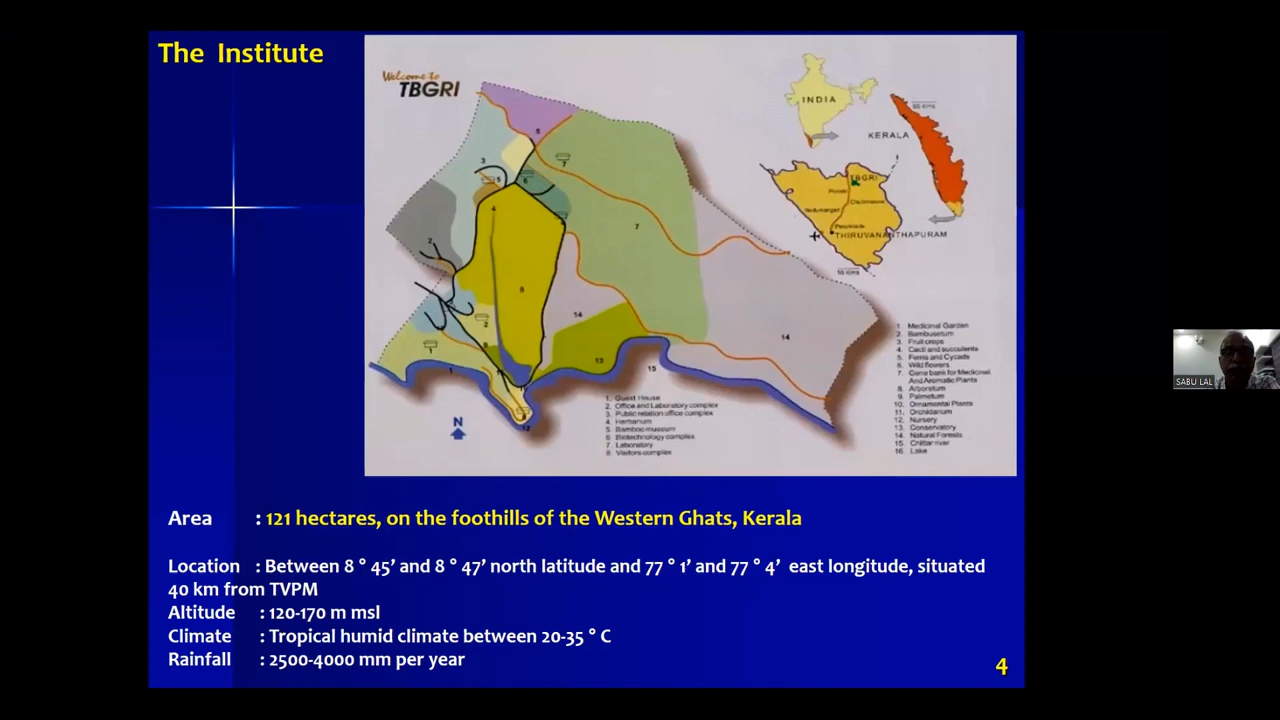 The Institute
Welcome to
TBGRI
INDIA
KERALA
TBGRI
THIRUVANANTHAPURAM
N
1. Guest House
2. Office and Laboratory complex
3. Public relation office complex
4. Herbarium
5. Bamboo museum
6. Biotechnology complex
7. Laboratory
8. Visitors complex
1 Medicinal Garden
2. Bambusetum
3. Fruit crops
4. Cacti and succulents
5. Ferns and Cycads
6. Wild flowers
7. Gene bank for Medicinal
And Aromatic Plants
8. Arboretum
9. Palmetum
10. Ornamental Plants
11. Orchidarium
12. Nursery
13. Conservatory
14. Natural Forests
15. Chittar river
16. Lake
Area : 121 hectares, on the foothills of the Western Ghats, Kerala
Location : Between 8 ° 45’ and 8 ° 47’ north latitude and 77 ° 1’ and 77 ° 4’ east longitude, situated
40 km from TVPM
Altitude : 120-170 m msl
Climate : Tropical humid climate between 20-35 ° C
Rainfall : 2500-4000 mm per year
4
SABU LAL